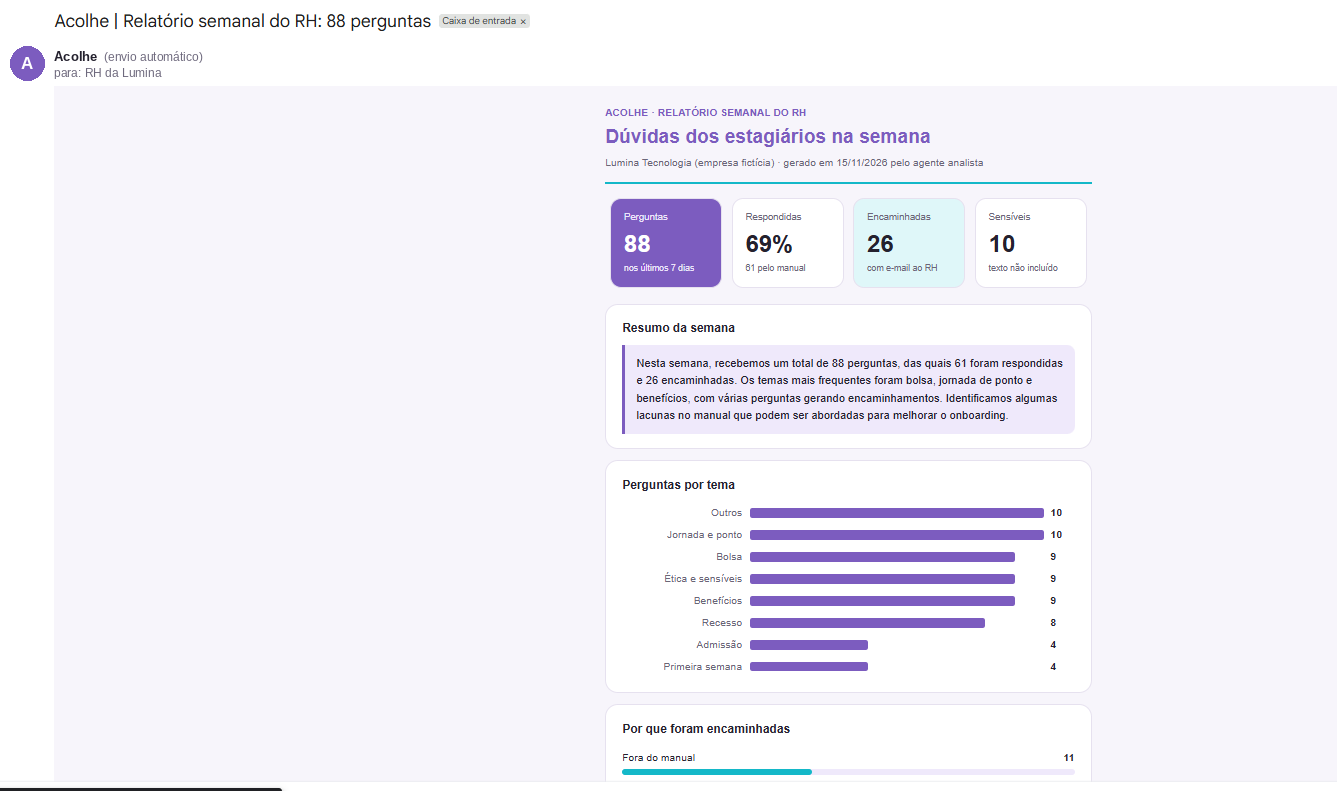 Acolhe | Relatório semanal do RH: 88 perguntas Caixa de entrada ×
A
Acolhe (envio automático)
para: RH da Lumina
ACOLHE · RELATÓRIO SEMANAL DO RH
Dúvidas dos estagiários na semana
Lumina Tecnologia (empresa fictícia) · gerado em 15/11/2026 pelo agente analista
Perguntas
88
nos últimos 7 dias
Respondidas
69%
61 pelo manual
Encaminhadas
26
com e-mail ao RH
Sensíveis
10
texto não incluído
Resumo da semana
Nesta semana, recebemos um total de 88 perguntas, das quais 61 foram respondidas
e 26 encaminhadas. Os temas mais frequentes foram bolsa, jornada de ponto e
benefícios, com várias perguntas gerando encaminhamentos. Identificamos algumas
lacunas no manual que podem ser abordadas para melhorar o onboarding.
Perguntas por tema
Outros 10
Jornada e ponto 10
Bolsa 9
Ética e sensíveis 9
Benefícios 9
Recesso 8
Admissão 4
Primeira semana 4
Por que foram encaminhadas
Fora do manual 11